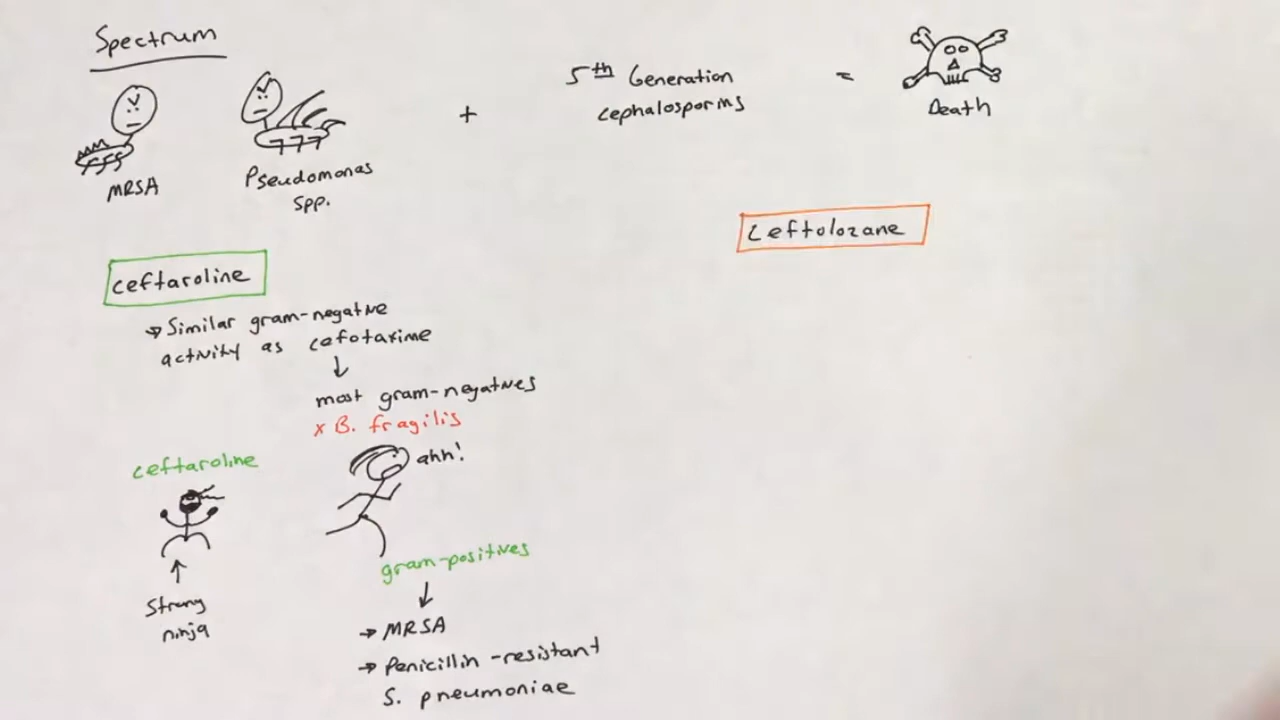 Spectrum
MRSA
Pseudomonas
spp.
+
5th Generation
cephalosporins
=
Death
ceftaroline
→ Similar gram-negative
activity as cefotaxime
↓
most gram-negatives
x B. fragilis
ceftaroline
ahh!
↑
Strong
ninja
gram-positives
↓
→ MRSA
→ Penicillin-resistant
S. pneumoniae
Ceftolozane